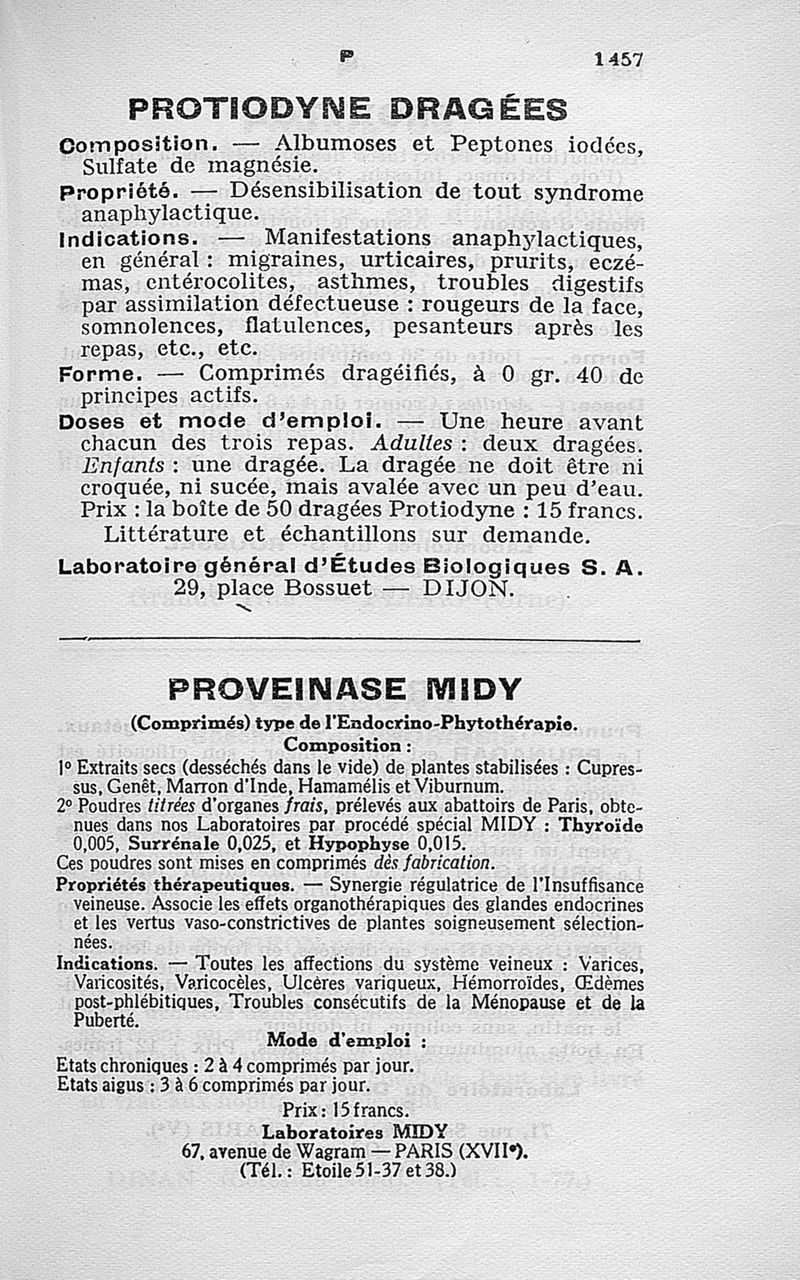 P
1457
PROTIODYNE DRAGÉES
Composition. — Albumoses et Peptones iodées,
Sulfate de magnésie.
Propriété. — Désensibilisation de tout syndrome
anaphylactique.
Indications. — Manifestations anaphylactiques,
en général : migraines, urticaires, prurits, eczé-
mas, entérocolites, asthmes, troubles digestifs
par assimilation défectueuse : rougeurs de la face,
somnolences, flatulences, pesanteurs après les
repas, etc., etc.
Forme. — Comprimés dragéifiés, à 0 gr. 40 de
principes actifs.
Doses et mode d'emploi. — Une heure avant
chacun des trois repas. Adultes : deux dragées.
Enfants : une dragée. La dragée ne doit être ni
croquée, ni sucée, mais avalée avec un peu d'eau.
Prix : la boîte de 50 dragées Protiodyne : 15 francs.
Littérature et échantillons sur demande.
Laboratoire général d'Études Biologiques S. A.
29, place Bossuet — DIJON.
PROVEINASE MIDY
(Comprimés) type de l'Endocrino-Phytothérapie.
Composition :
1º Extraits secs (desséchés dans le vide) de plantes stabilisées : Cupres-
sus, Genêt, Marron d'Inde, Hamamélis et Viburnum.
2º Poudres titrées d'organes frais, prélevés aux abattoirs de Paris, obte-
nues dans nos Laboratoires par procédé spécial MIDY : Thyroïde
0,005, Surrénale 0,025, et Hypophyse 0,015.
Ces poudres sont mises en comprimés dès fabrication.
Propriétés thérapeutiques. — Synergie régulatrice de l'Insuffisance
veineuse. Associe les effets organothérapiques des glandes endocrines
et les vertus vaso-constrictives de plantes soigneusement sélection-
nées.
Indications. — Toutes les affections du système veineux : Varices,
Varicosités, Varicocèles, Ulcères variqueux, Hémorroïdes, Œdèmes
post-phlébitiques, Troubles consécutifs de la Ménopause et de la
Puberté.
Mode d'emploi :
Etats chroniques : 2 à 4 comprimés par jour.
Etats aigus : 3 à 6 comprimés par jour.
Prix : 15 francs.
Laboratoires MIDY
67, avenue de Wagram — PARIS (XVIIe).
(Tél. : Etoile 51-37 et 38.)